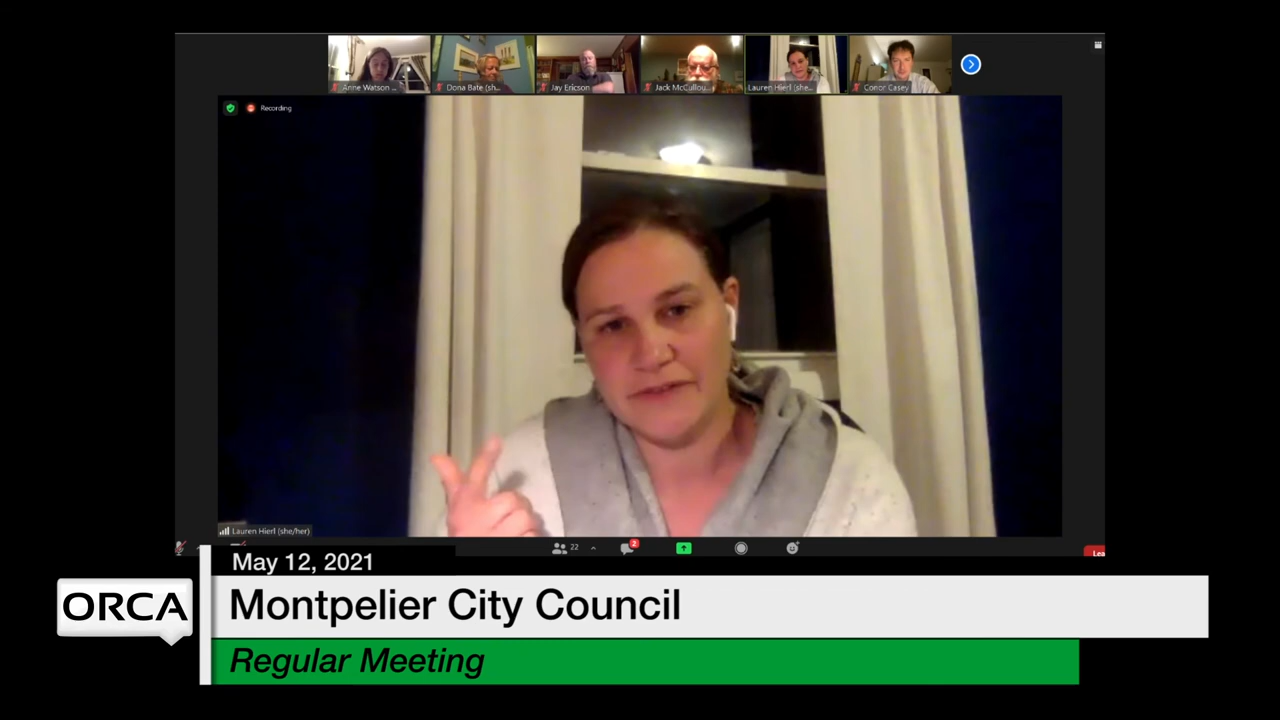 Anne Watson ...
Dona Bate (sh...
Jay Ericson
Jack McCullou...
Lauren Hierl (she...
Conor Casey
Recording
Lauren Hierl (she/her)
22
2
Lea
May 12, 2021
ORCA
Montpelier City Council
Regular Meeting